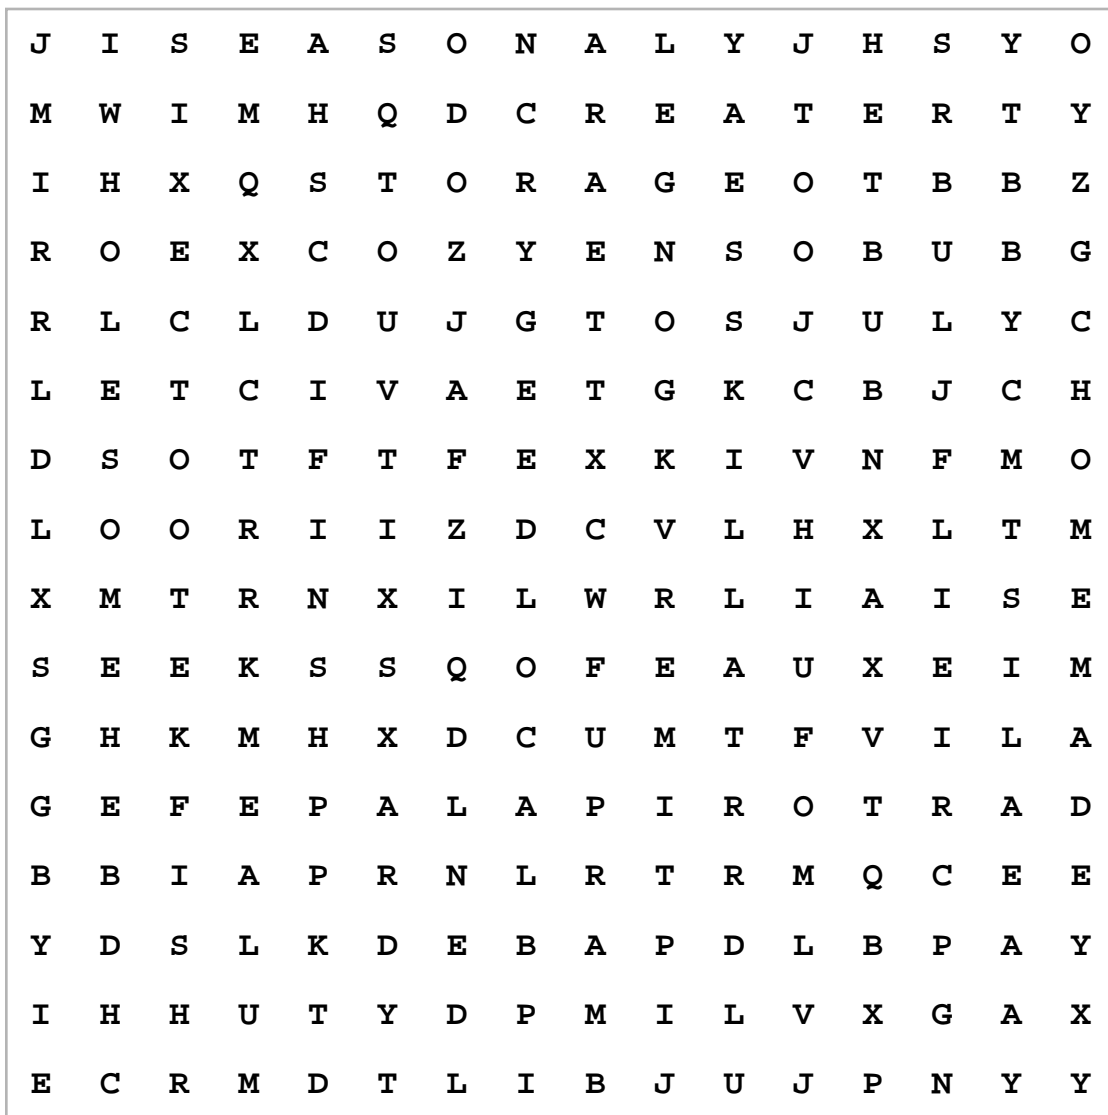 J I S E A S O N A L Y J H S Y O
M W I M H Q D C R E A T E R T Y
I H X Q S T O R A G E O T B B Z
R O E X C O Z Y E N S O B U B G
R L C L D U J G T O S J U L Y C
L E T C I V A E T G K C B J C H
D S O T F T F E X K I V N F M O
L O O R I I Z D C V L H X L T M
X M T R N X I L W R L I A I S E
S E E K S S Q O F E A U X E I M
G H K M H X D C U M T F V I L A
G E F E P A L A P I R O T R A D
B B I A P R N L R T R M Q C E E
Y D S L K D E B A P D L B P A Y
I H H U T Y D P M I L V X G A X
E C R M D T L I B J U J P N Y Y